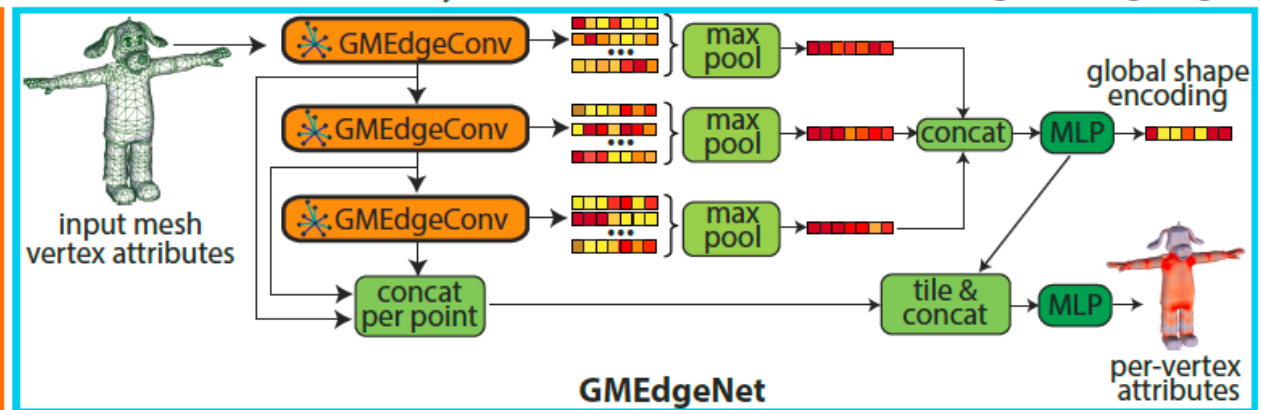 GMEdgeConv
max
pool
global shape
encoding
GMEdgeConv
max
pool
concat
MLP
input mesh
vertex attributes
GMEdgeConv
max
pool
concat
per point
tile &
concat
MLP
per-vertex
attributes
GMEdgeNet